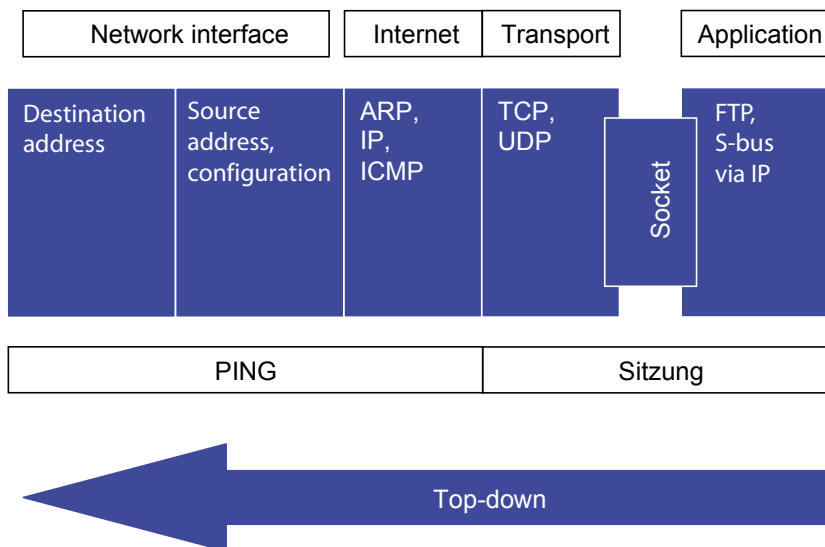 Network interface
Internet
Transport
Application
Destination
address
Source
address,
configuration
ARP,
IP,
ICMP
TCP,
UDP
Socket
FTP,
S-bus
via IP
PING
Sitzung
Top-down